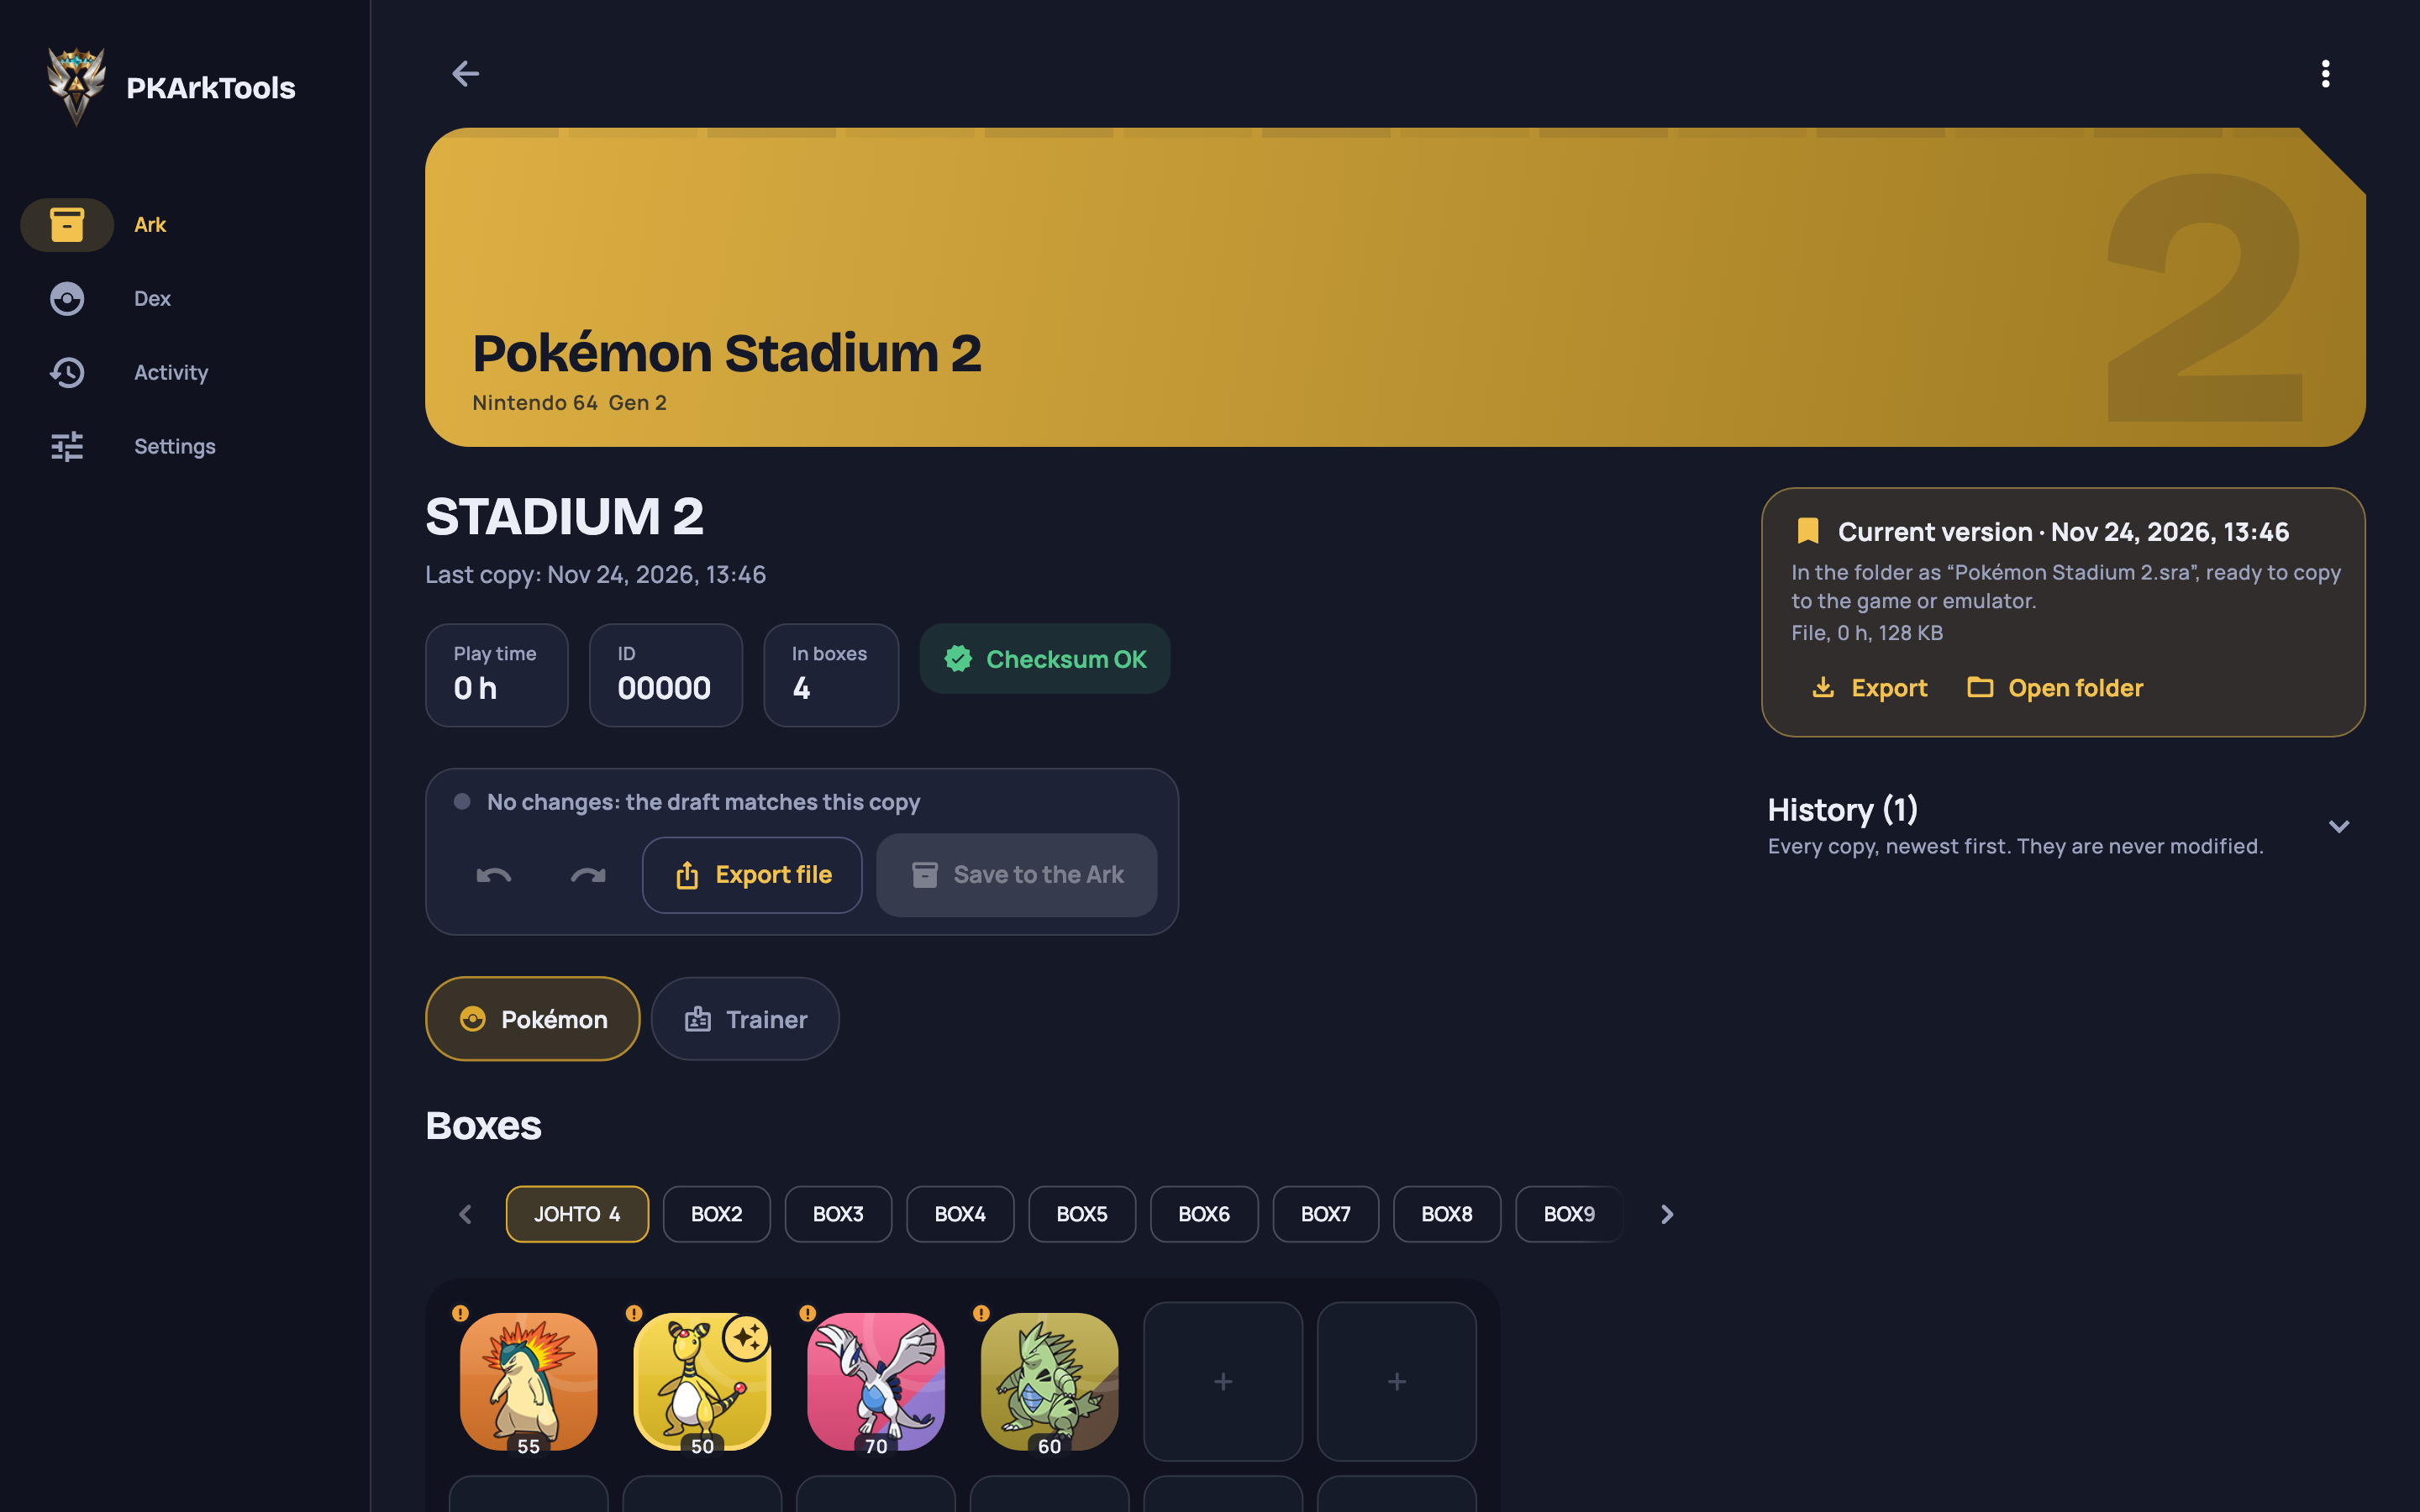 PKArkTools
Ark
Dex
Activity
Settings
2
Pokémon Stadium 2
Nintendo 64 Gen 2
STADIUM 2
Last copy: Nov 24, 2026, 13:46
Play time
0 h
ID
00000
In boxes
4
Checksum OK
No changes: the draft matches this copy
Export file
Save to the Ark
Pokémon
Trainer
Current version · Nov 24, 2026, 13:46
In the folder as “Pokémon Stadium 2.sra”, ready to copy
to the game or emulator.
File, 0 h, 128 KB
Export
Open folder
History (1)
Every copy, newest first. They are never modified.
Boxes
JOHTO 4
BOX2
BOX3
BOX4
BOX5
BOX6
BOX7
BOX8
BOX9
55
50
70
60